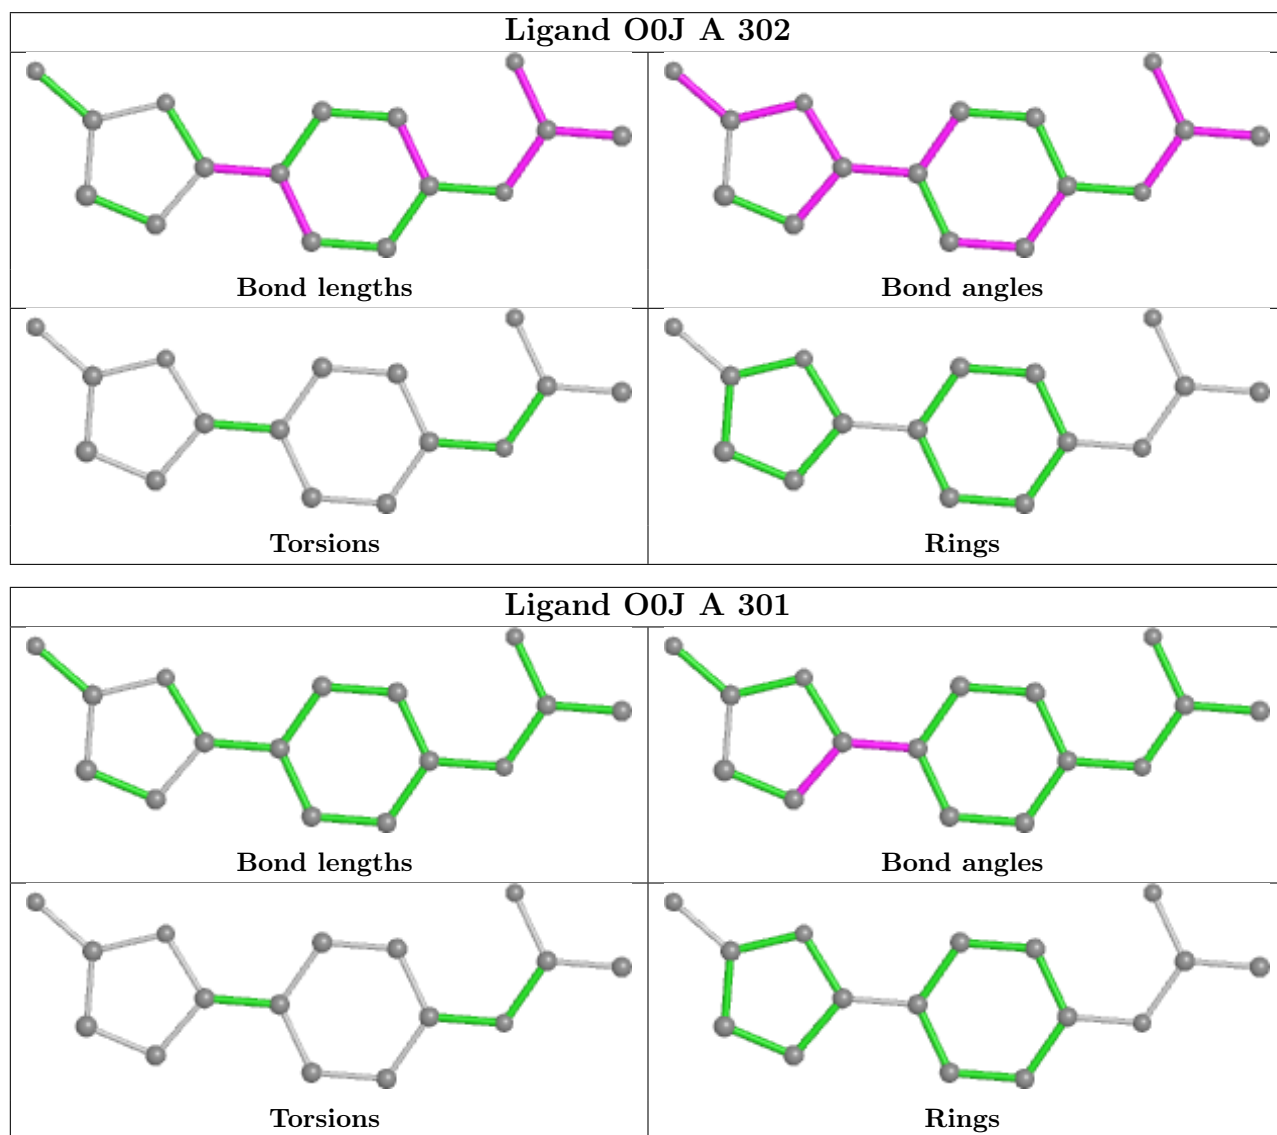 Ligand O0J A 302
Bond lengths
Bond angles
Torsions
Rings
Ligand O0J A 301
Bond lengths
Bond angles
Torsions
Rings